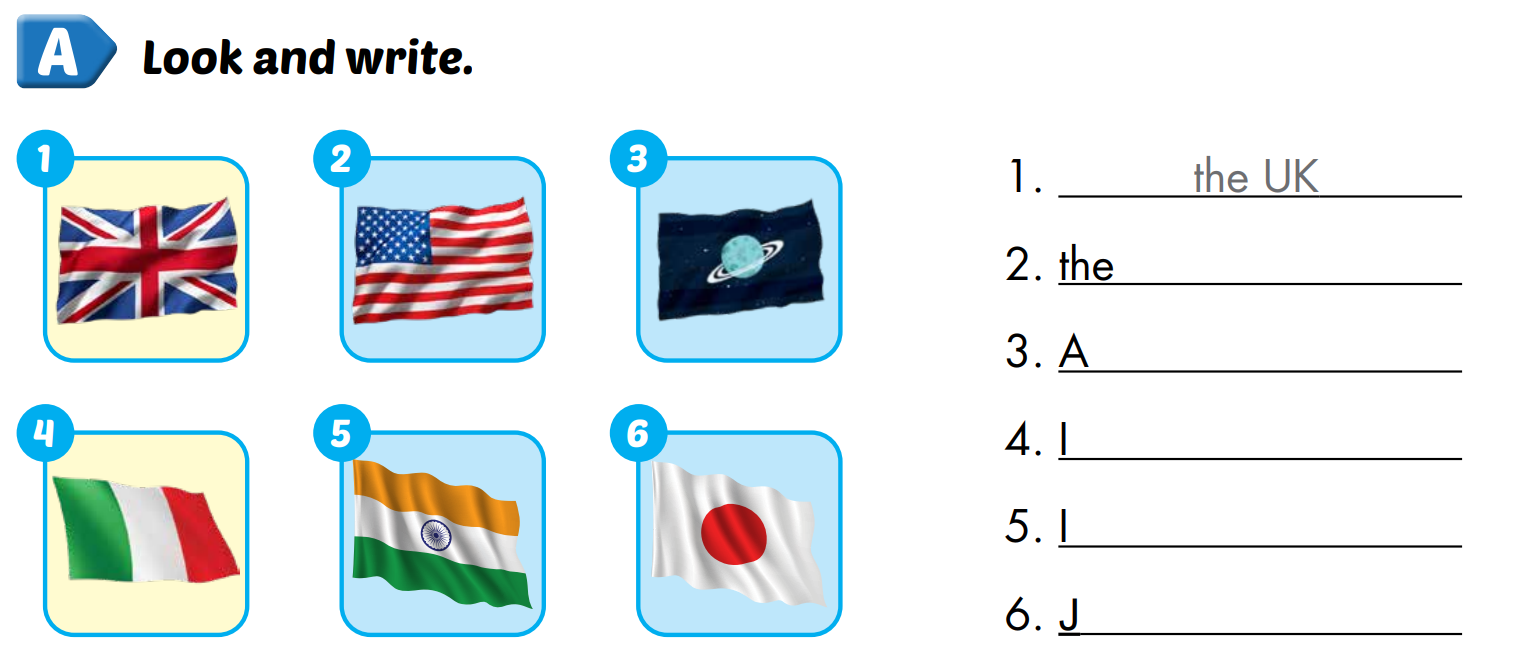 A Look and write.
1 2 3
4 5 6
1. the UK
2. the
3. A
4. I
5. I
6. J